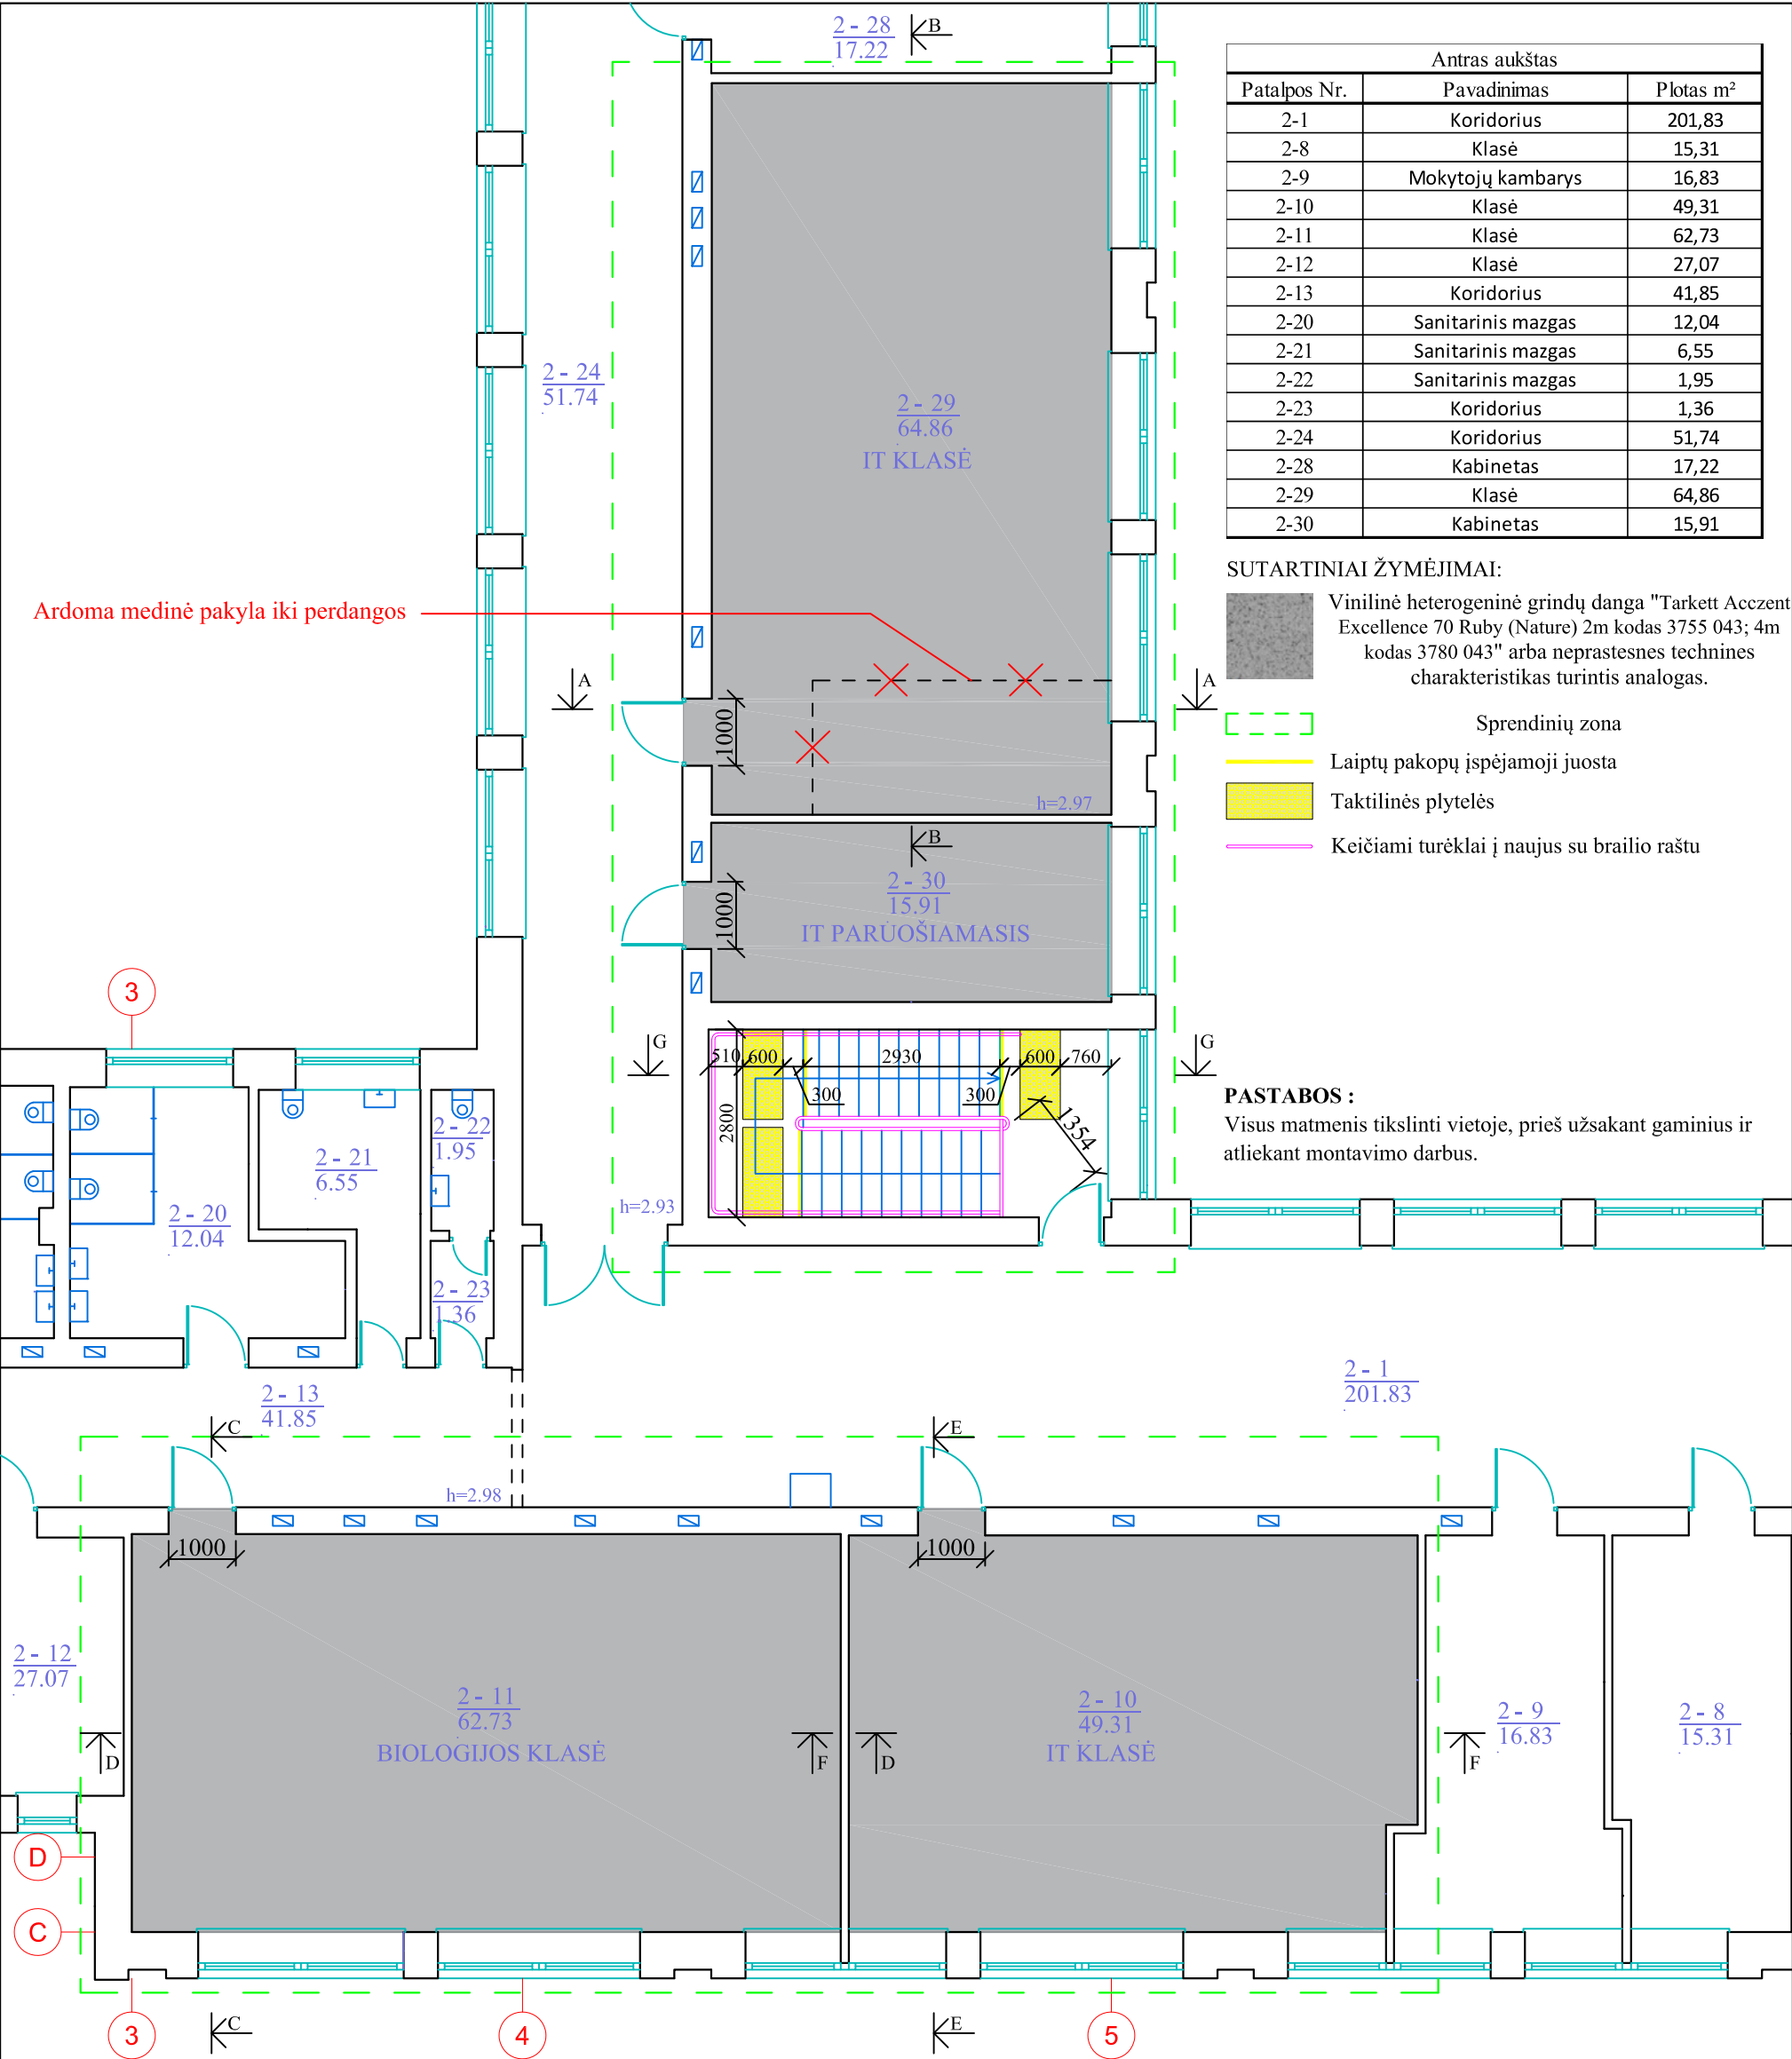 2 - 28
17.22
B
Antras aukštas
Patalpos Nr. Pavadinimas Plotas m²
2-1 Koridorius 201,83
2-8 Klasė 15,31
2-9 Mokytojų kambarys 16,83
2-10 Klasė 49,31
2-11 Klasė 62,73
2-12 Klasė 27,07
2-13 Koridorius 41,85
2-20 Sanitarinis mazgas 12,04
2-21 Sanitarinis mazgas 6,55
2-22 Sanitarinis mazgas 1,95
2-23 Koridorius 1,36
2-24 Koridorius 51,74
2-28 Kabinetas 17,22
2-29 Klasė 64,86
2-30 Kabinetas 15,91
SUTARTINIAI ŽYMĖJIMAI:
Vinilinė heterogeninė grindų danga "Tarkett Acczent
Excellence 70 Ruby (Nature) 2m kodas 3755 043; 4m
kodas 3780 043" arba neprastesnes technines
charakteristikas turintis analogas.
Sprendinių zona
Laiptų pakopų įspėjamoji juosta
Taktilinės plytelės
Keičiami turėklai į naujus su brailio raštu
PASTABOS :
Visus matmenis tikslinti vietoje, prieš užsakant gaminius ir
atliekant montavimo darbus.
2 - 24
51.74
2 - 29
64.86
IT KLASĖ
Ardoma medinė pakyla iki perdangos
A
A
1000
h=2.97
B
2 - 30
15.91
IT PARUOŠIAMASIS
1000
3
G
G
510
600
2930
600
760
300
300
2800
1354
h=2.93
2 - 22
1.95
2 - 21
6.55
2 - 20
12.04
2 - 23
1.36
2 - 13
41.85
2 - 1
201.83
C
E
h=2.98
1000
1000
2 - 12
27.07
2 - 11
62.73
BIOLOGIJOS KLASĖ
2 - 10
49.31
IT KLASĖ
2 - 9
16.83
2 - 8
15.31
D
F
D
F
D
C
3
C
4
E
5